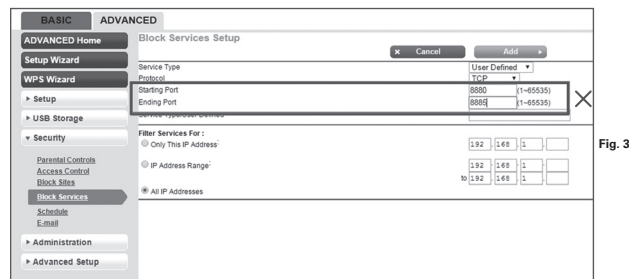 BASIC ADVANCED
ADVANCED Home
Setup Wizard
WPS Wizard
▶ Setup
▶ USB Storage
▼ Security
Parental Controls
Access Control
Block Sites
Block Services
Schedule
E-mail
▶ Administration
▶ Advanced Setup
Block Services Setup
× Cancel Add ▶
Service Type User Defined ▼
Protocol TCP ▼
Starting Port 8880 (1~65535)
Ending Port 8885 (1~65535)
Service Type/User Defined
Filter Services For :
Only This IP Address: 192 . 168 . 1 .
IP Address Range: 192 . 168 . 1 .
to 192 . 168 . 1 .
All IP Addresses
Fig. 3